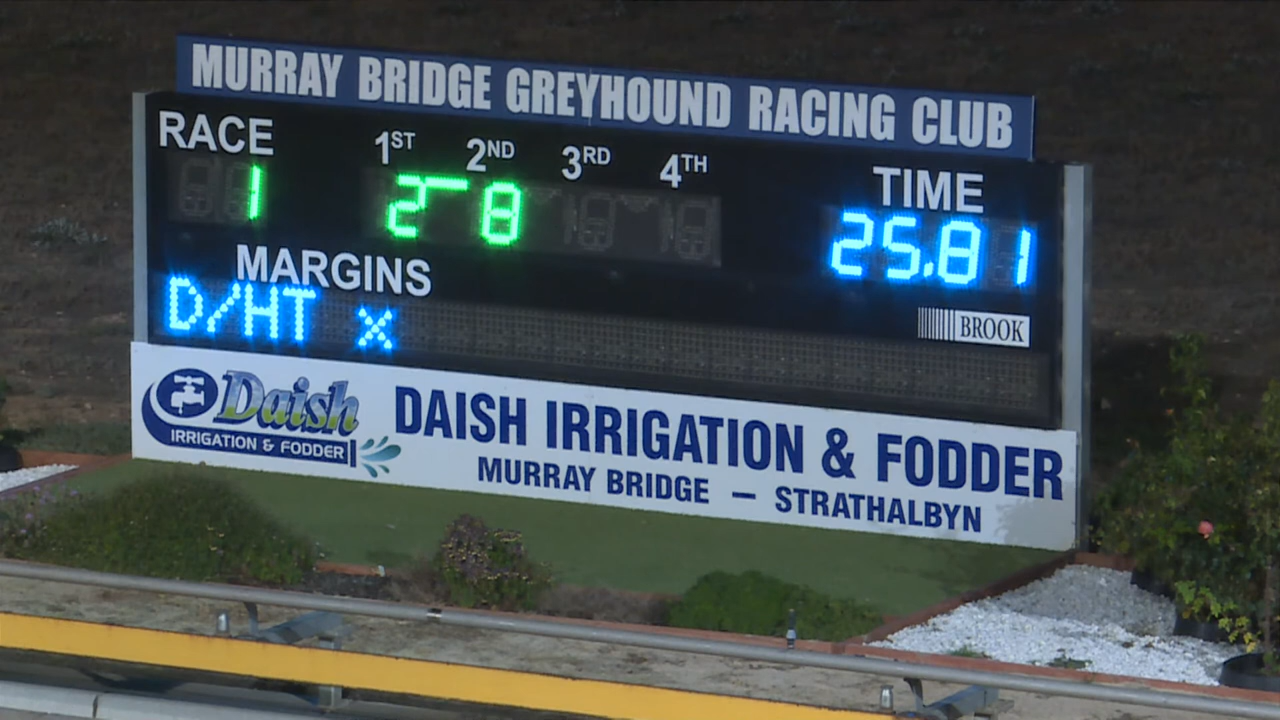 MURRAY BRIDGE GREYHOUND RACING CLUB
RACE 1ST 2ND 3RD 4TH TIME
1 2 8 25.81
MARGINS
D/HT x
BROOK
Daish
IRRIGATION & FODDER
DAISH IRRIGATION & FODDER
MURRAY BRIDGE – STRATHALBYN